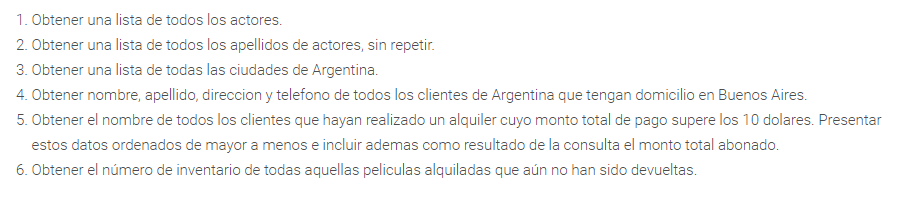 1. Obtener una lista de todos los actores.
2. Obtener una lista de todos los apellidos de actores, sin repetir.
3. Obtener una lista de todas las ciudades de Argentina.
4. Obtener nombre, apellido, direccion y telefono de todos los clientes de Argentina que tengan domicilio en Buenos Aires.
5. Obtener el nombre de todos los clientes que hayan realizado un alquiler cuyo monto total de pago supere los 10 dolares. Presentar
estos datos ordenados de mayor a menos e incluir ademas como resultado de la consulta el monto total abonado.
6. Obtener el número de inventario de todas aquellas peliculas alquiladas que aún no han sido devueltas.